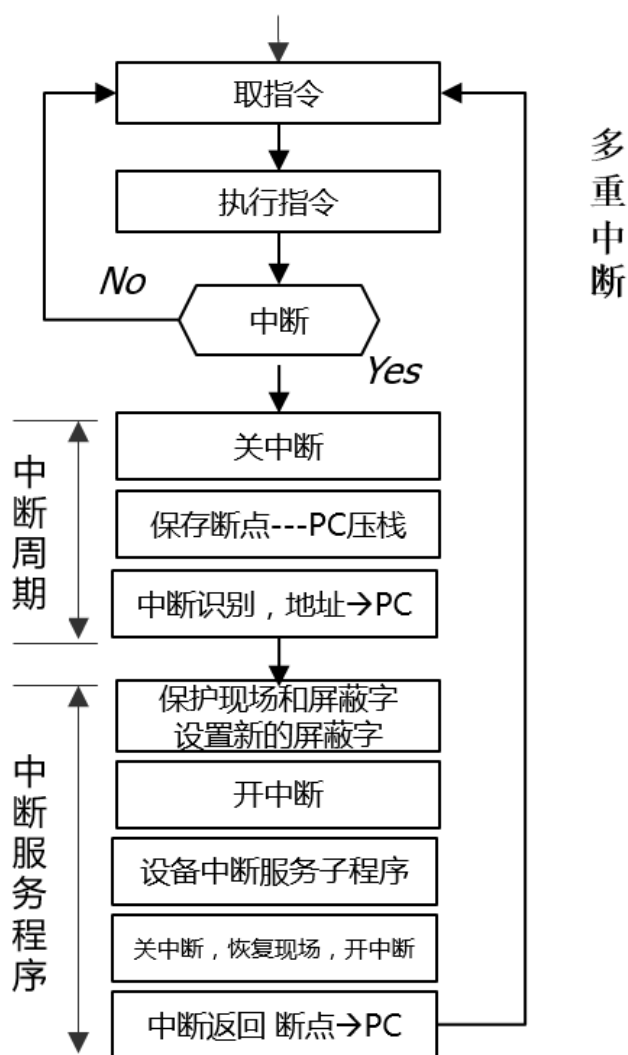 取指令
执行指令
No
中断
Yes
多重中断
中断周期
关中断
保存断点---PC压栈
中断识别，地址→PC
中断服务程序
保护现场和屏蔽字
设置新的屏蔽字
开中断
设备中断服务子程序
关中断，恢复现场，开中断
中断返回 断点→PC